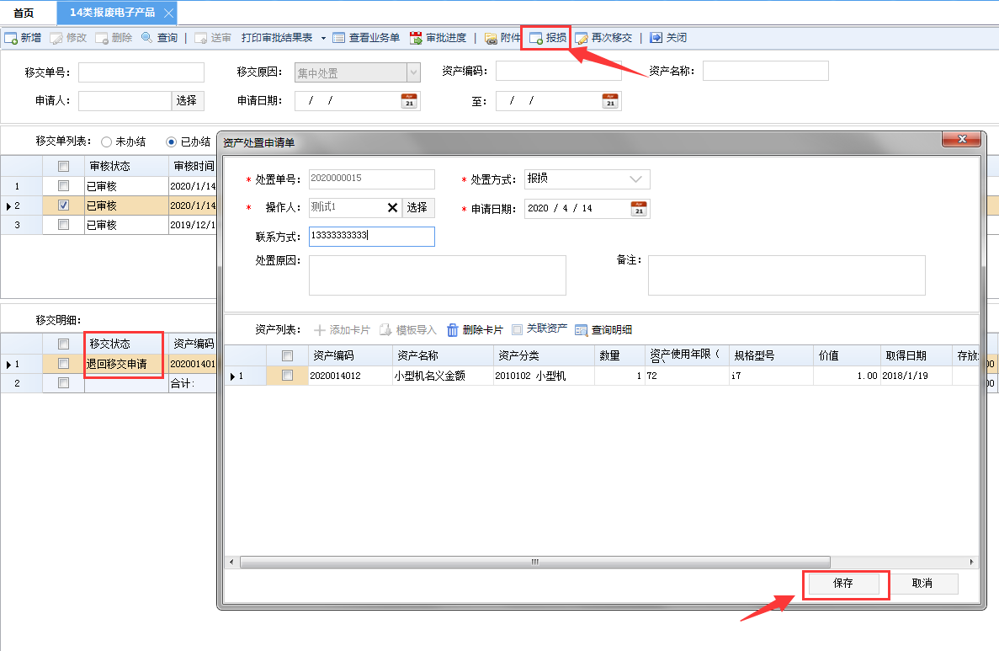 首页 14类报废电子产品
新增 修改 删除 查询 送审 打印审批结果表 查看业务单 审批进度 附件 报损 再次移交 关闭
移交单号: 移交原因: 集中处置 资产编码: 资产名称:
申请人: 选择 申请日期: / / 至: / /
移交单列表: 未办结 已办结
审核状态 审核时间
1 已审核 2020/1/14
2 已审核 2020/1/14
3 已审核 2019/12/1
移交明细:
移交状态 资产编码
1 退回移交申请 202001401
2 合计:
资产处置申请单
* 处置单号: 2020000015 * 处置方式: 报损
* 操作人: 测试1 选择 * 申请日期: 2020 / 4 / 14
联系方式: 13333333333
处置原因: 备注:
资产列表: 添加卡片 模板导入 删除卡片 关联资产 查询明细
资产编码 资产名称 资产分类 数量 资产使用年限( 规格型号 价值 取得日期 存放
1 2020014012 小型机名义金额 2010102 小型机 1 72 i7 1.00 2018/1/19
保存 取消